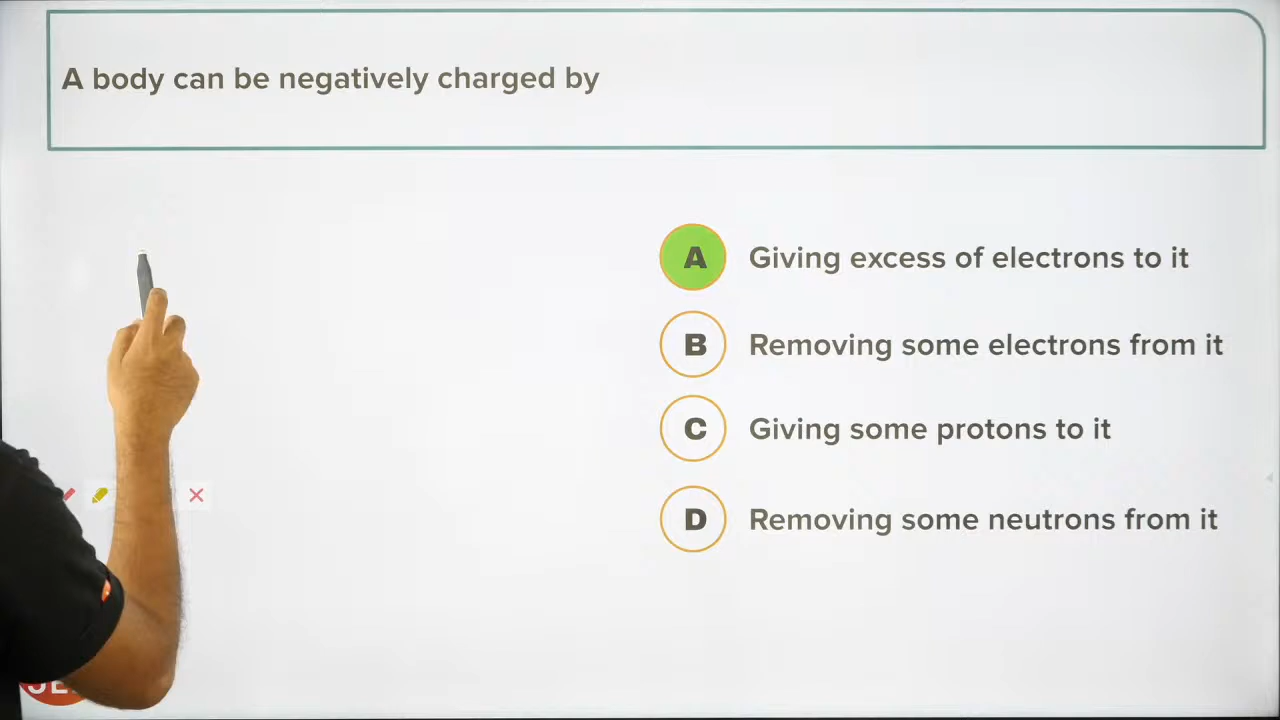 A body can be negatively charged by
A Giving excess of electrons to it
B Removing some electrons from it
C Giving some protons to it
D Removing some neutrons from it